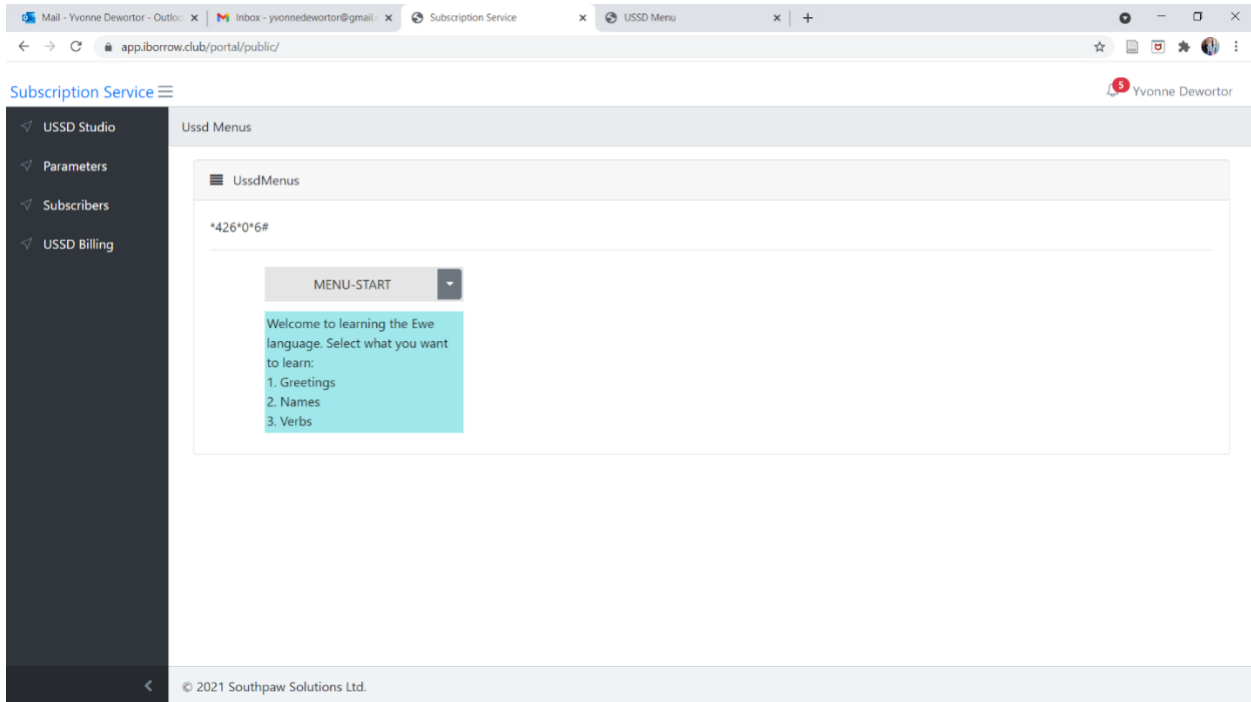 Mail - Yvonne Dewortor - Outloo
Inbox - yvonnedewortor@gmail.
Subscription Service
USSD Menu
app.iborrow.club/portal/public/
Subscription Service
5
Yvonne Dewortor
USSD Studio
Parameters
Subscribers
USSD Billing
Ussd Menus
UssdMenus
*426*0*6#
MENU-START
Welcome to learning the Ewe
language. Select what you want
to learn:
1. Greetings
2. Names
3. Verbs
© 2021 Southpaw Solutions Ltd.